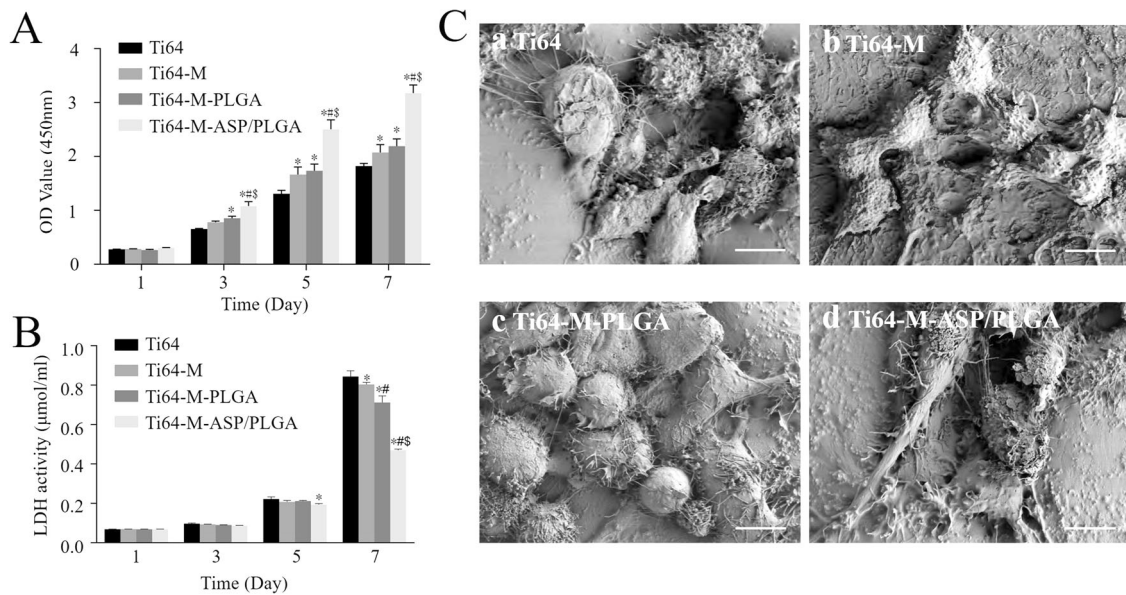 A
Ti64
Ti64-M
Ti64-M-PLGA
Ti64-M-ASP/PLGA
OD Value (450nm)
4
3
2
1
0
* *#$
* * *#$
* * *#$
1 3 5 7
Time (Day)
B
Ti64
Ti64-M
Ti64-M-PLGA
Ti64-M-ASP/PLGA
LDH activity (μmol/ml)
1.0
0.8
0.6
0.4
0.2
0.0
*
* *# *#$
1 3 5 7
Time (Day)
C
a Ti64
b Ti64-M
c Ti64-M-PLGA
d Ti64-M-ASP/PLGA